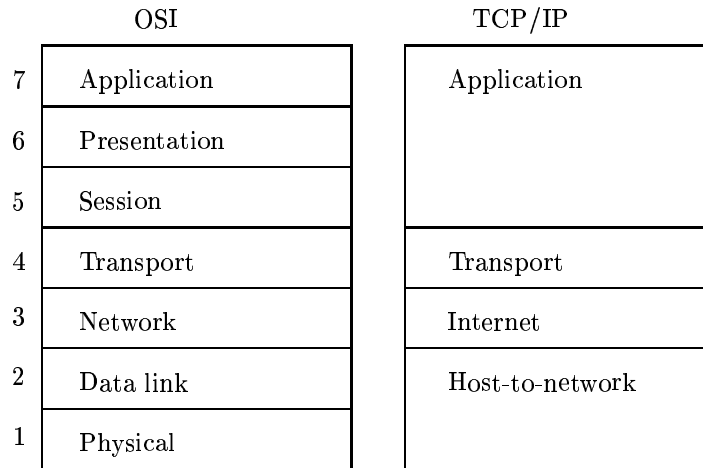 OSI TCP/IP
7 Application Application
6 Presentation
5 Session
4 Transport Transport
3 Network Internet
2 Data link Host-to-network
1 Physical